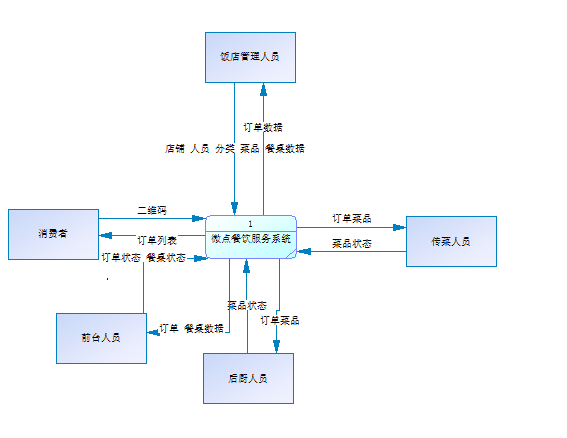 饭店管理人员
订单数据
店铺 人员 分类 菜品 餐桌数据
二维码
1
微点餐饮服务系统
消费者
订单列表
订单状态 餐桌状态
订单菜品
传菜人员
菜品状态
菜品状态
订单菜品
订单 餐桌数据
前台人员
后厨人员